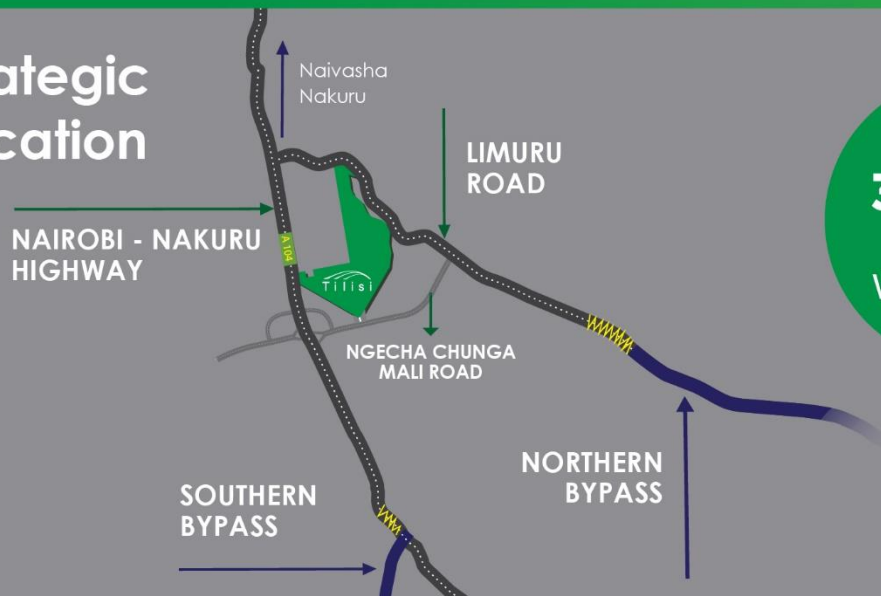 ategic
cation
Naivasha
Nakuru
LIMURU
ROAD
3
NAIROBI - NAKURU
HIGHWAY
A 104
Tilisi
NGECHA CHUNGA
MALI ROAD
SOUTHERN
BYPASS
NORTHERN
BYPASS